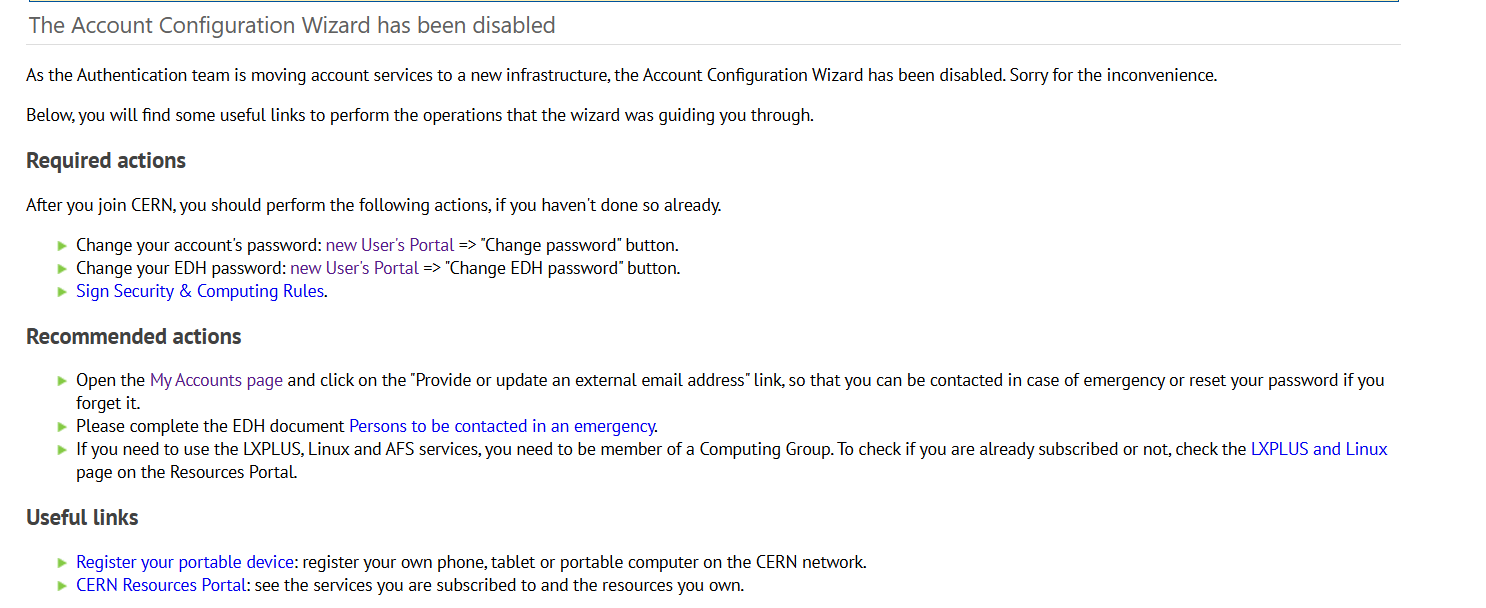 The Account Configuration Wizard has been disabled
As the Authentication team is moving account services to a new infrastructure, the Account Configuration Wizard has been disabled. Sorry for the inconvenience.
Below, you will find some useful links to perform the operations that the wizard was guiding you through.
Required actions
After you join CERN, you should perform the following actions, if you haven't done so already.
Change your account's password: new User's Portal => "Change password" button.
Change your EDH password: new User's Portal => "Change EDH password" button.
Sign Security & Computing Rules.
Recommended actions
Open the My Accounts page and click on the "Provide or update an external email address" link, so that you can be contacted in case of emergency or reset your password if you
forget it.
Please complete the EDH document Persons to be contacted in an emergency.
If you need to use the LXPLUS, Linux and AFS services, you need to be member of a Computing Group. To check if you are already subscribed or not, check the LXPLUS and Linux
page on the Resources Portal.
Useful links
Register your portable device: register your own phone, tablet or portable computer on the CERN network.
CERN Resources Portal: see the services you are subscribed to and the resources you own.